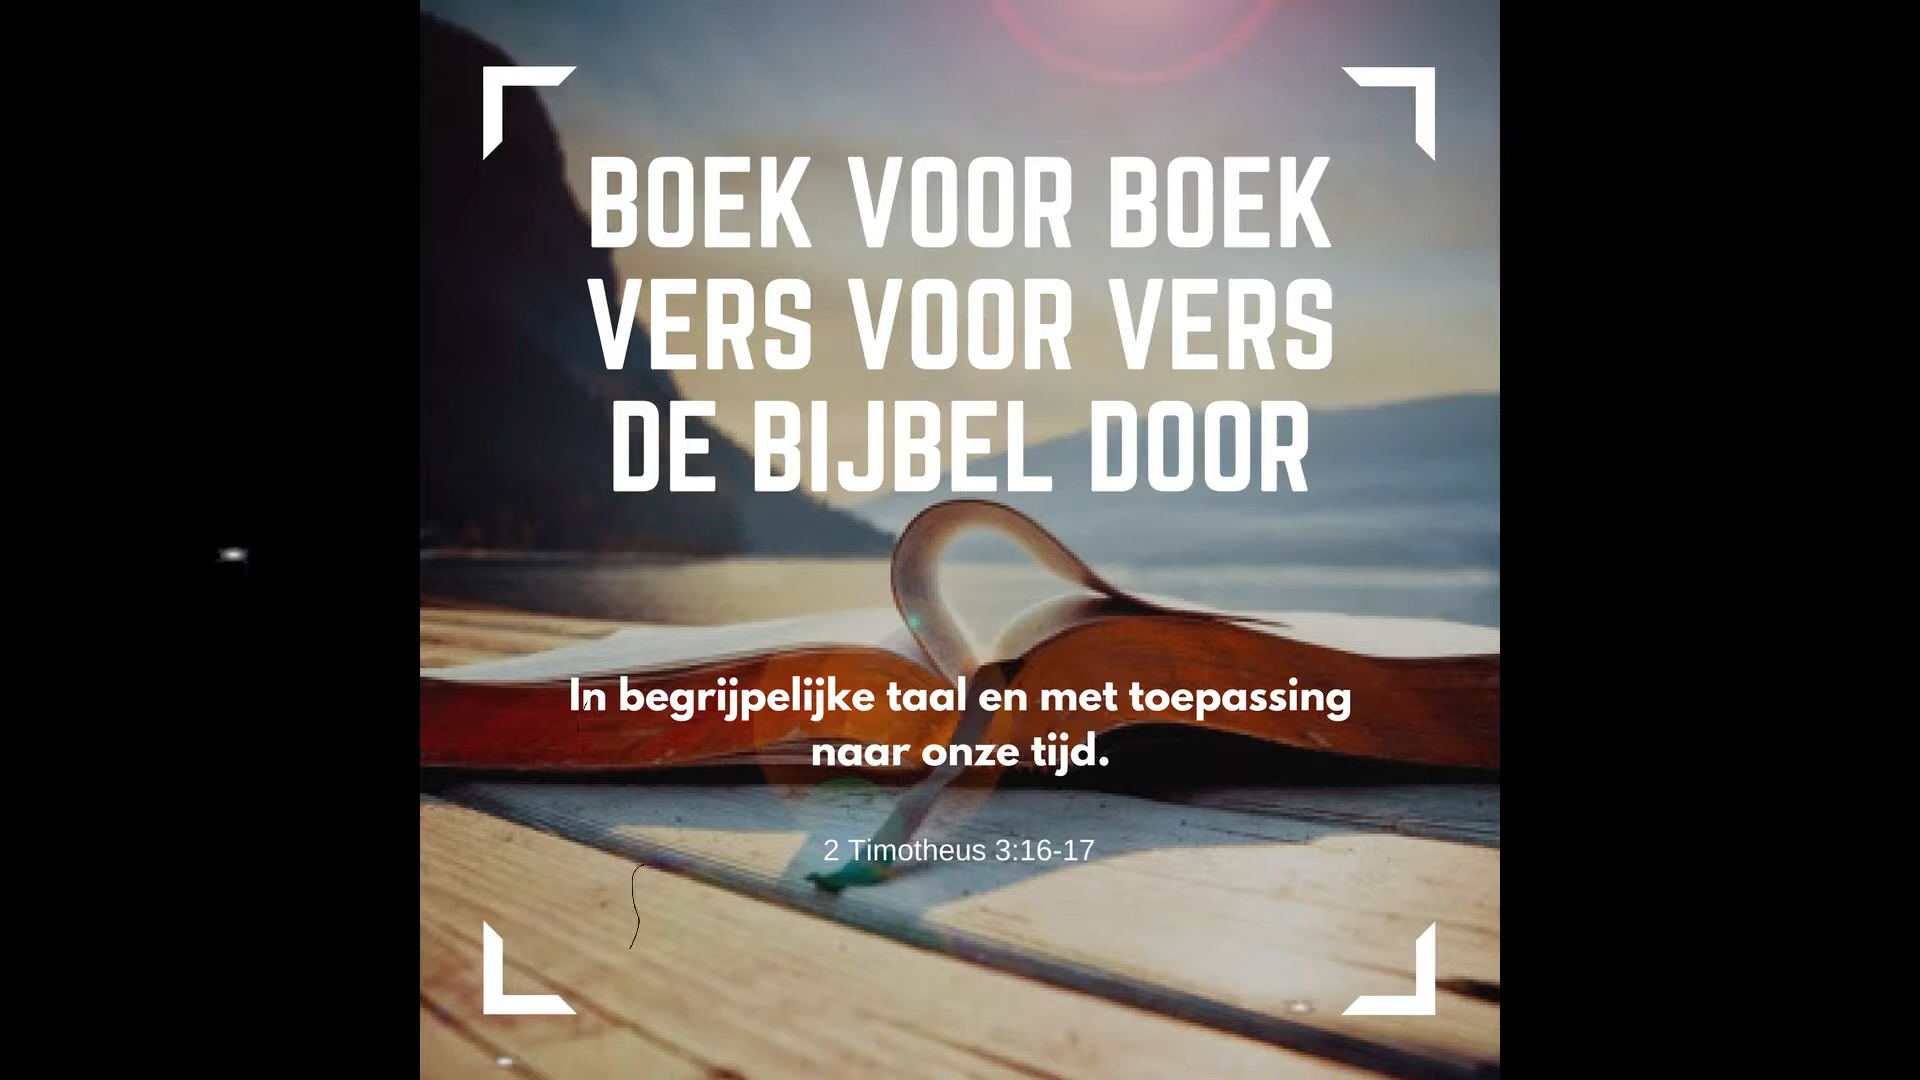 BOEK VOOR BOEK
VERS VOOR VERS
DE BIJBEL DOOR
In begrijpelijke taal en met toepassing
naar onze tijd.
2 Timotheus 3:16-17